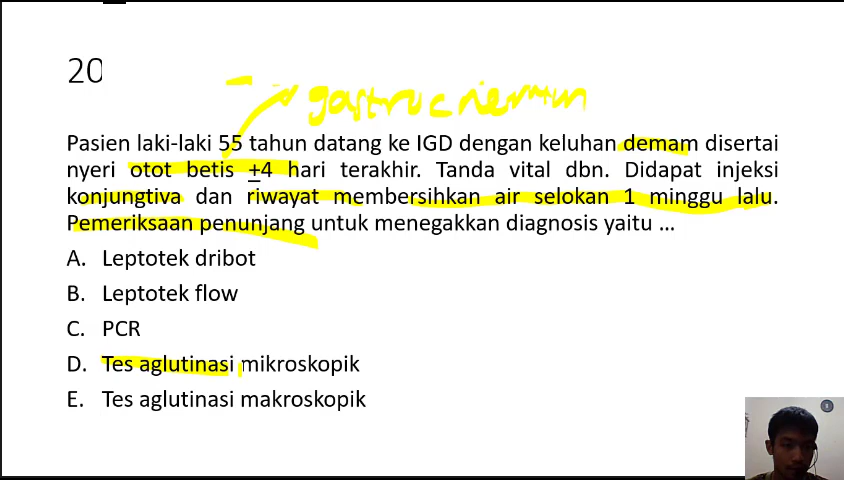 20
gastrocnemius
Pasien laki-laki 55 tahun datang ke IGD dengan keluhan demam disertai
nyeri otot betis ±4 hari terakhir. Tanda vital dbn. Didapat injeksi
konjungtiva dan riwayat membersihkan air selokan 1 minggu lalu.
Pemeriksaan penunjang untuk menegakkan diagnosis yaitu ...
A. Leptotek dribot
B. Leptotek flow
C. PCR
D. Tes aglutinasi mikroskopik
E. Tes aglutinasi makroskopik